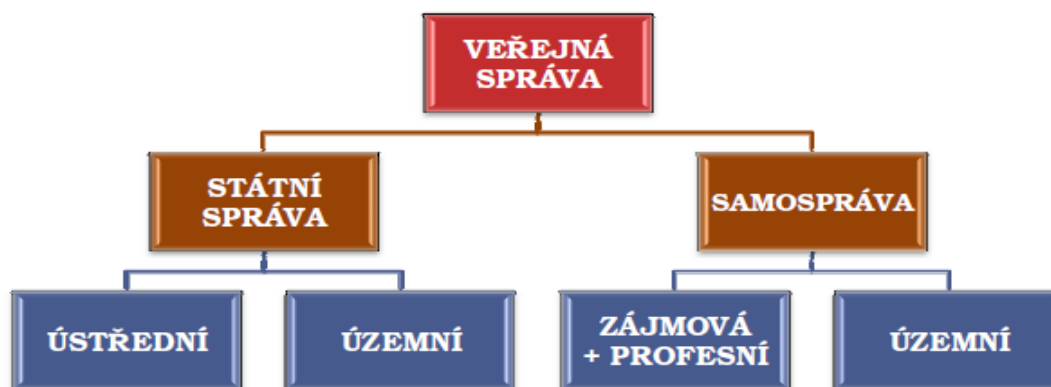 VEŘEJNÁ
SPRÁVA
STÁTNÍ
SPRÁVA
SAMOSPRÁVA
ÚSTŘEDNÍ
ÚZEMNÍ
ZÁJMOVÁ
+ PROFESNÍ
ÚZEMNÍ